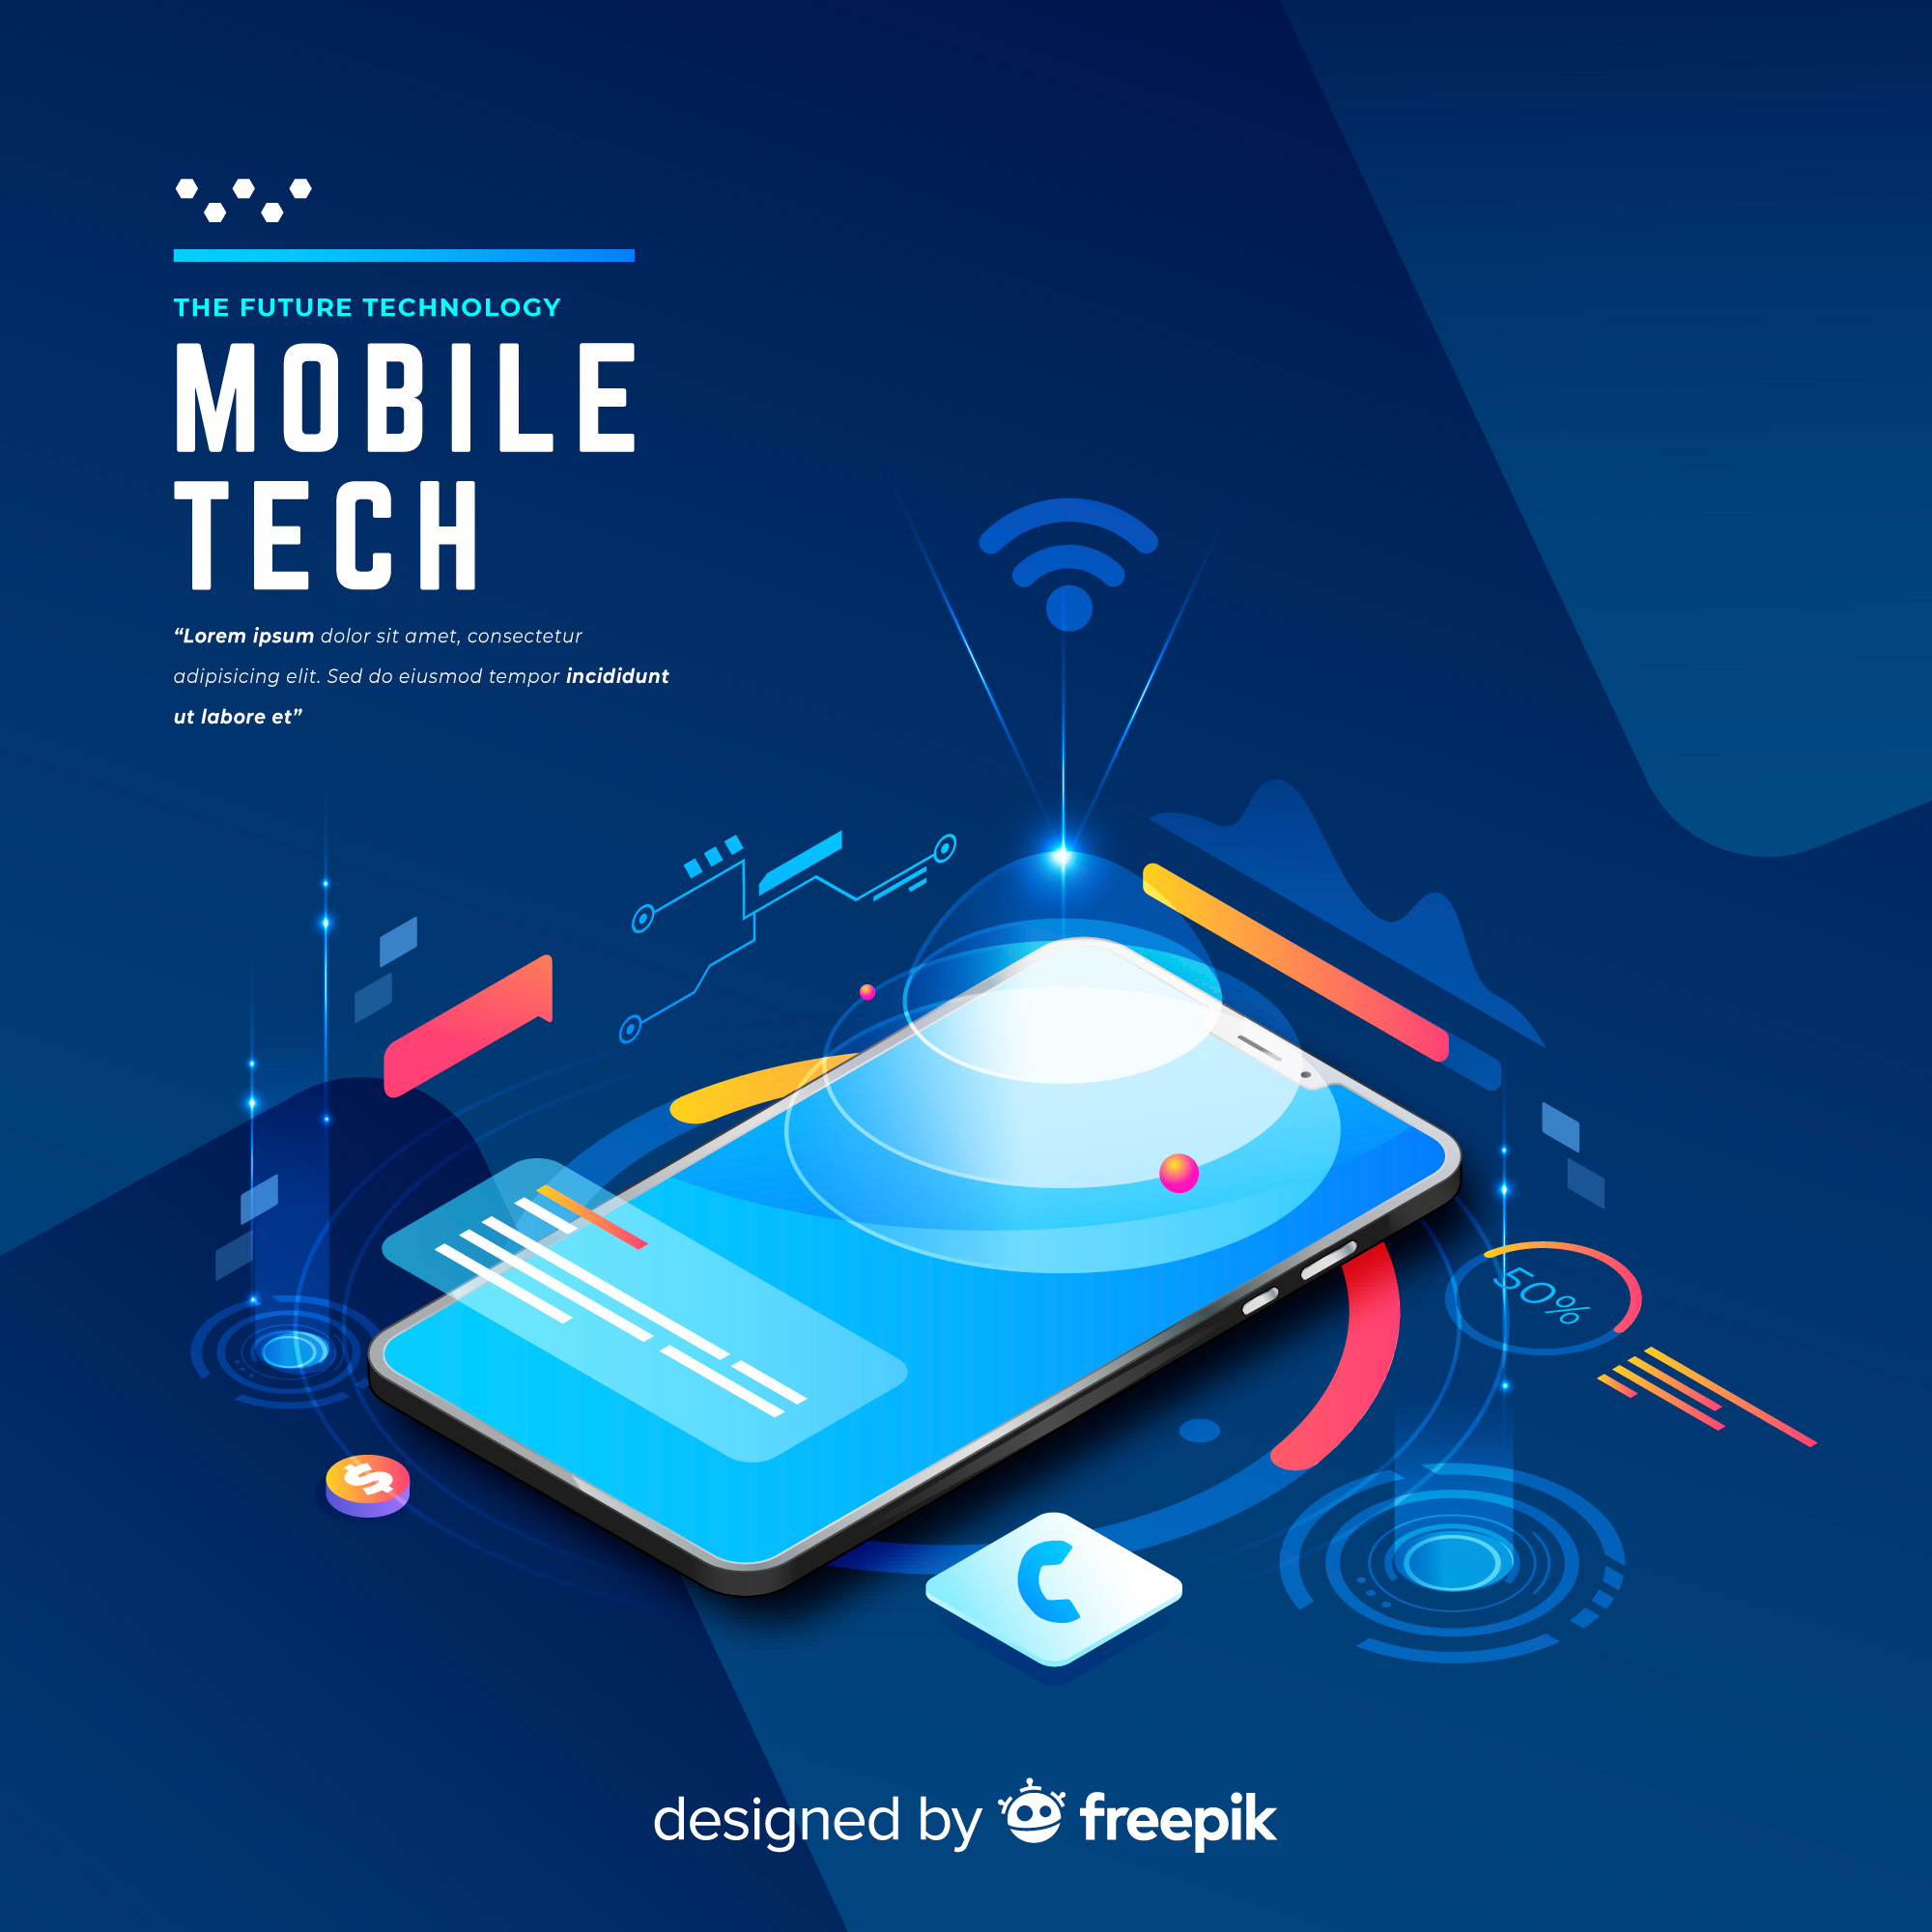 THE FUTURE TECHNOLOGY
MOBILE
TECH
“Lorem ipsum dolor sit amet, consectetur
adipisicing elit. Sed do eiusmod tempor incididunt
ut labore et”
50%
$
designed by freepik